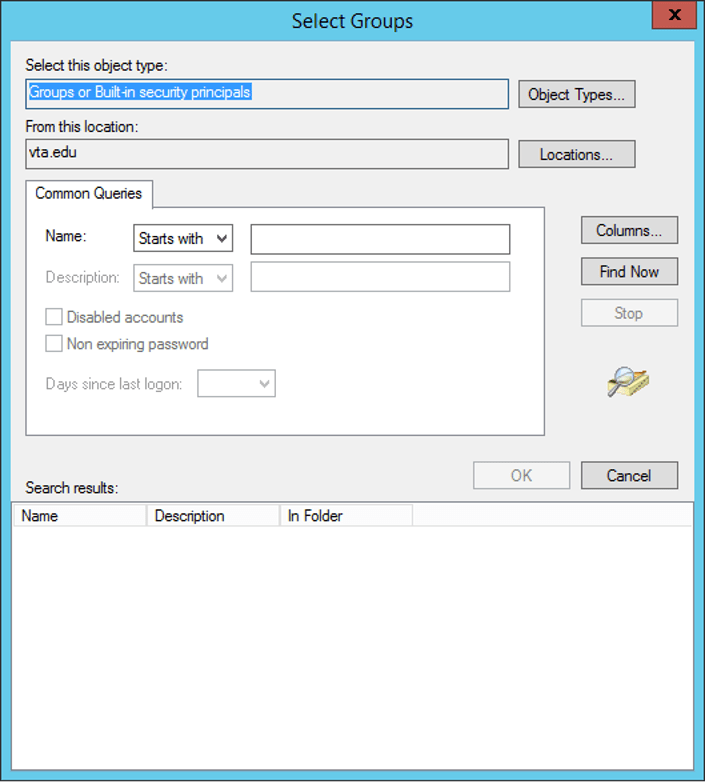 Select Groups
x
Select this object type:
Groups or Built-in security principals
Object Types...
From this location:
vta.edu
Locations...
Common Queries
Name:
Starts with
Columns...
Description:
Starts with
Find Now
Disabled accounts
Stop
Non expiring password
Days since last logon:
OK
Cancel
Search results:
Name
Description
In Folder